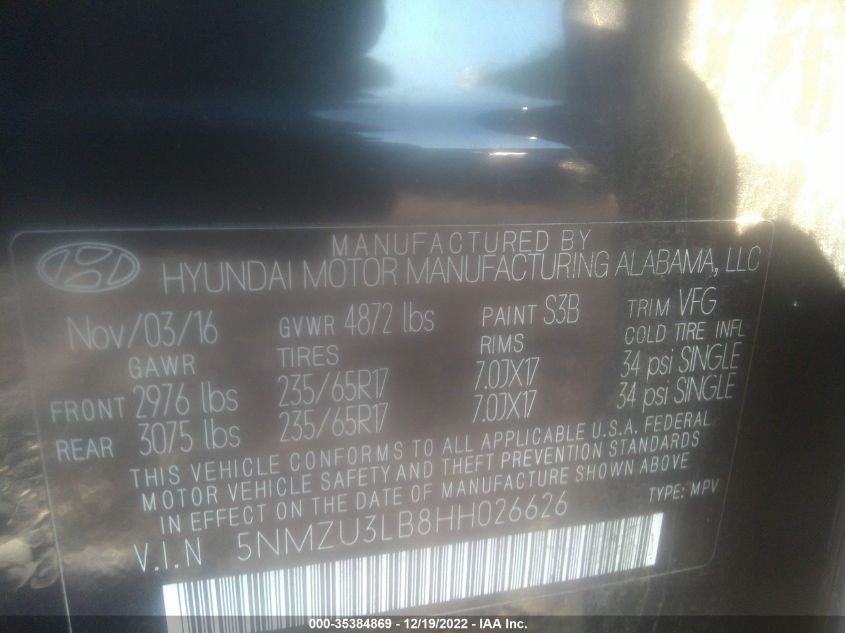 MANUFACTURED BY
HYUNDAI MOTOR MANUFACTURING ALABAMA, LLC
Nov/03/16 GVWR 4872 lbs PAINT S3B TRIM VFG
GAWR TIRES RIMS COLD TIRE INFL
FRONT 2976 lbs 235/65R17 7.0JX17 34 psi SINGLE
REAR 3075 lbs 235/65R17 7.0JX17 34 psi SINGLE
THIS VEHICLE CONFORMS TO ALL APPLICABLE U.S.A. FEDERAL
MOTOR VEHICLE SAFETY AND THEFT PREVENTION STANDARDS
IN EFFECT ON THE DATE OF MANUFACTURE SHOWN ABOVE
V.I.N 5NMZU3LB8HH026626 TYPE: MPV
000-35384869 - 12/19/2022 - IAA Inc.